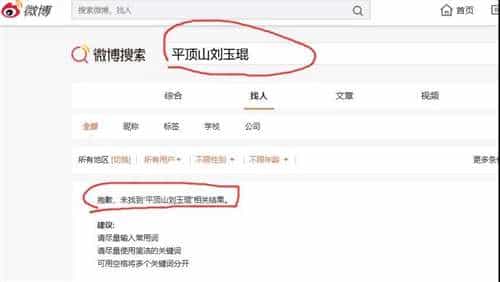 微博
搜索微博、找人
首页
微博搜索
平顶山刘玉琨
综合 找人 文章 视频
全部 昵称 标签 学校 公司
所有地区(切换) 所有用户 不限性别 不限年龄 更多条
抱歉，未找到“平顶山刘玉琨”相关结果。
建议:
请尽量输入常用词
请尽量使用简洁的关键词
可用空格将多个关键词分开